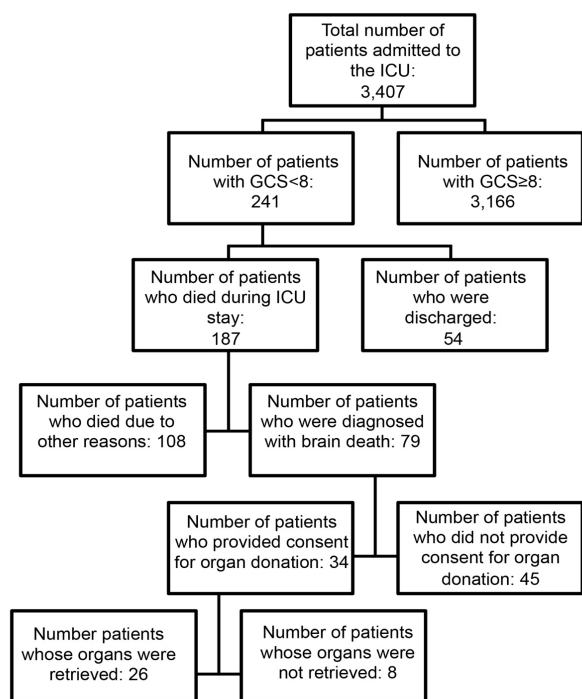 Total number of
patients admitted to
the ICU:
3,407
Number of patients
with GCS<8:
241
Number of patients
with GCS≥8:
3,166
Number of patients
who died during ICU
stay:
187
Number of patients
who were
discharged:
54
Number of patients
who died due to
other reasons: 108
Number of patients
who were diagnosed
with brain death: 79
Number of patients
who provided consent
for organ donation: 34
Number of patients
who did not provide
consent for organ
donation: 45
Number patients
whose organs were
retrieved: 26
Number of patients
whose organs were
not retrieved: 8